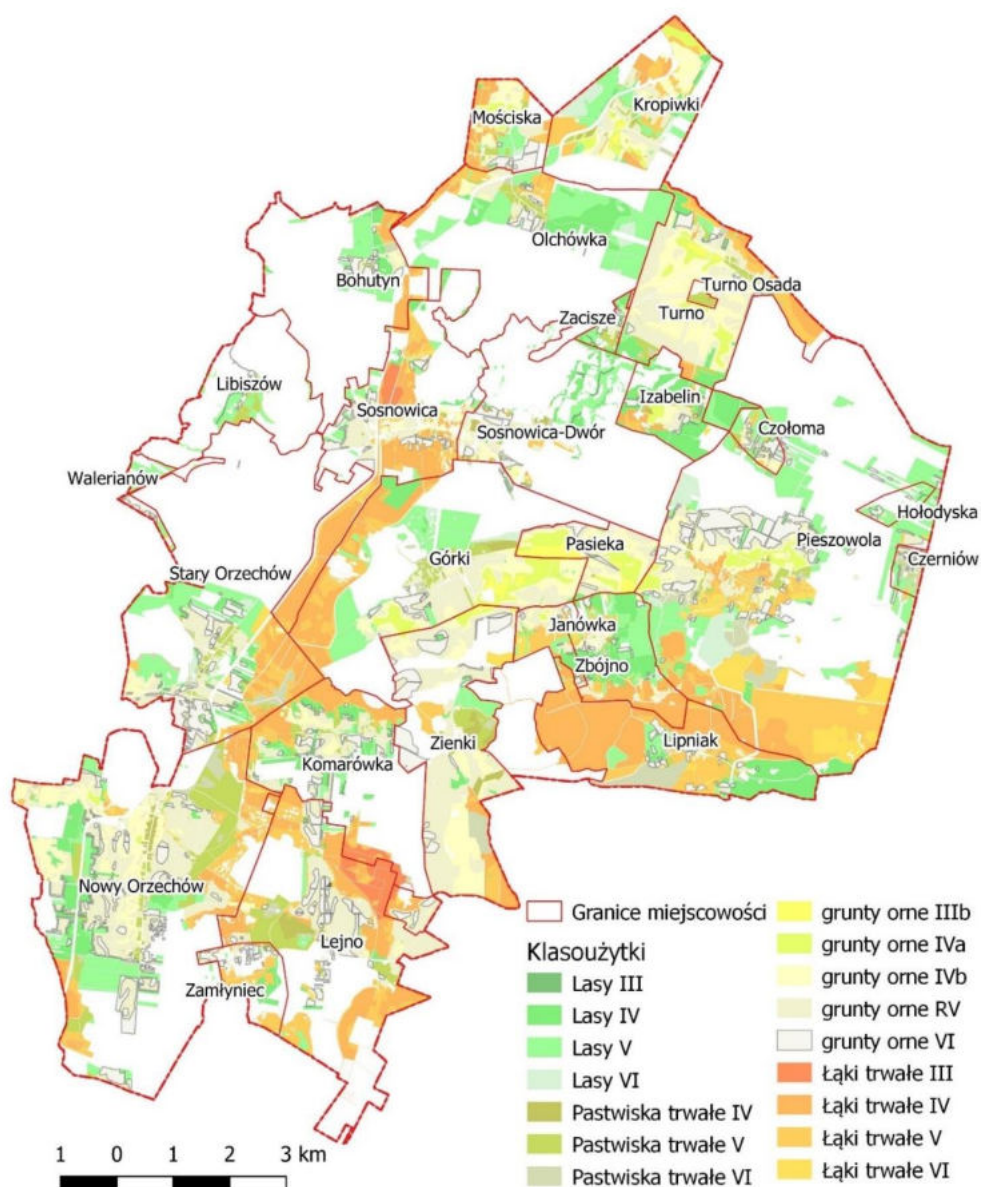 Kropiwki
Mościska
Olchówka
Bohutyn
Turno Osada
Zacisze
Turno
Libiszów
Izabelin
Sosnowica
Czołoma
Sosnowica-Dwór
Walerianów
Hołodyska
Pieszowola
Pasieka
Górki
Czerniów
Stary Orzechów
Janówka
Zbójno
Zienki
Lipniak
Komarówka
Nowy Orzechów
Lejno
Zamłyniec
Granice miejscowości
Klasoużytki
Lasy III
Lasy IV
Lasy V
Lasy VI
Pastwiska trwałe IV
Pastwiska trwałe V
Pastwiska trwałe VI
grunty orne IIIb
grunty orne IVa
grunty orne IVb
grunty orne RV
grunty orne VI
Łąki trwałe III
Łąki trwałe IV
Łąki trwałe V
Łąki trwałe VI
1 0 1 2 3 km